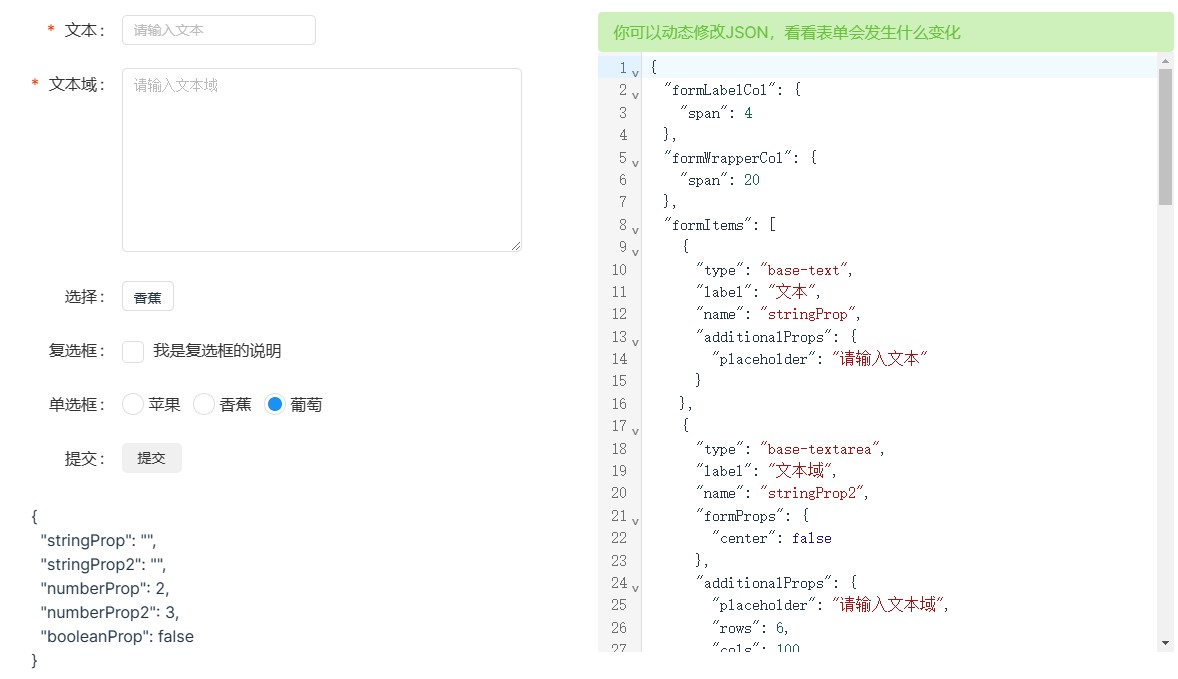 * 文本： 请输入文本
* 文本域： 请输入文本域
选择： 香蕉
复选框： 我是复选框的说明
单选框： 苹果 香蕉 葡萄
提交： 提交
{
"stringProp": "",
"stringProp2": "",
"numberProp": 2,
"numberProp2": 3,
"booleanProp": false
}
你可以动态修改JSON，看看表单会发生什么变化
1 {
2 "formLabelCol": {
3 "span": 4
4 },
5 "formWrapperCol": {
6 "span": 20
7 },
8 "formItems": [
9 {
10 "type": "base-text",
11 "label": "文本",
12 "name": "stringProp",
13 "additionalProps": {
14 "placeholder": "请输入文本"
15 }
16 },
17 {
18 "type": "base-textarea",
19 "label": "文本域",
20 "name": "stringProp2",
21 "formProps": {
22 "center": false
23 },
24 "additionalProps": {
25 "placeholder": "请输入文本域",
26 "rows": 6,
27 "cols": 100